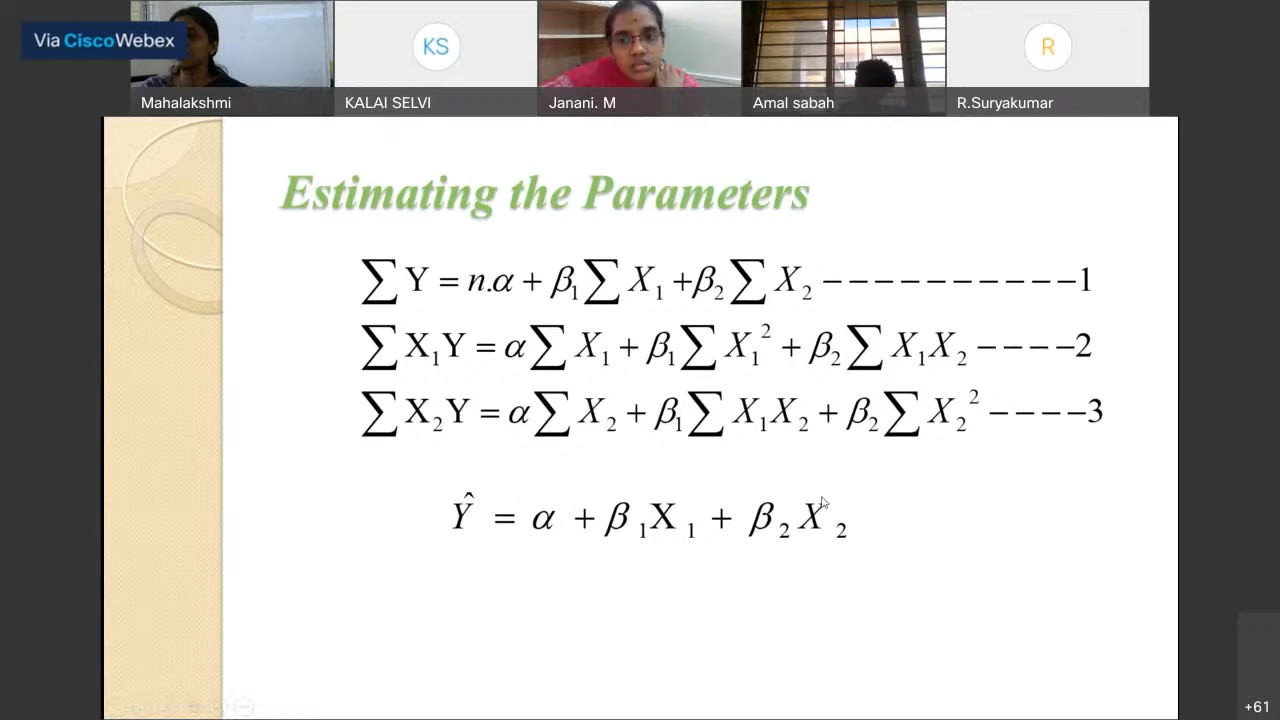 Via CiscoWebex
KS
R
Mahalakshmi
KALAI SELVI
Janani. M
Amal sabah
R.Suryakumar
Estimating the Parameters
∑ Y = n.α + β₁∑ X₁ +β₂∑ X₂ −−−−−−−−−−1
∑ X₁Y = α∑ X₁ + β₁∑ X₁² + β₂∑ X₁X₂ −−−−2
∑ X₂Y = α∑ X₂ + β₁∑ X₁X₂ + β₂∑ X₂² −−−−3
Ŷ = α + β₁X₁ + β₂X₂
+61